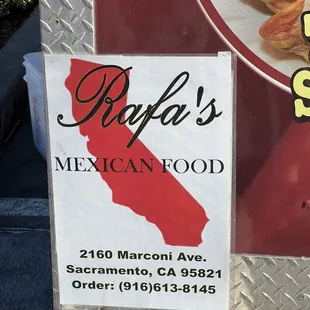 Rafa's
MEXICAN FOOD
2160 Marconi Ave.
Sacramento, CA 95821
Order: (916)613-8145